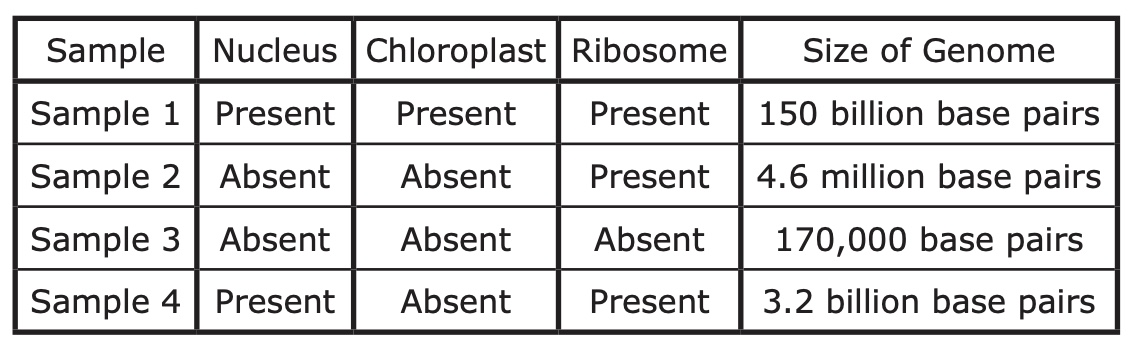 Sample Nucleus Chloroplast Ribosome Size of Genome
Sample 1 Present Present Present 150 billion base pairs
Sample 2 Absent Absent Present 4.6 million base pairs
Sample 3 Absent Absent Absent 170,000 base pairs
Sample 4 Present Absent Present 3.2 billion base pairs